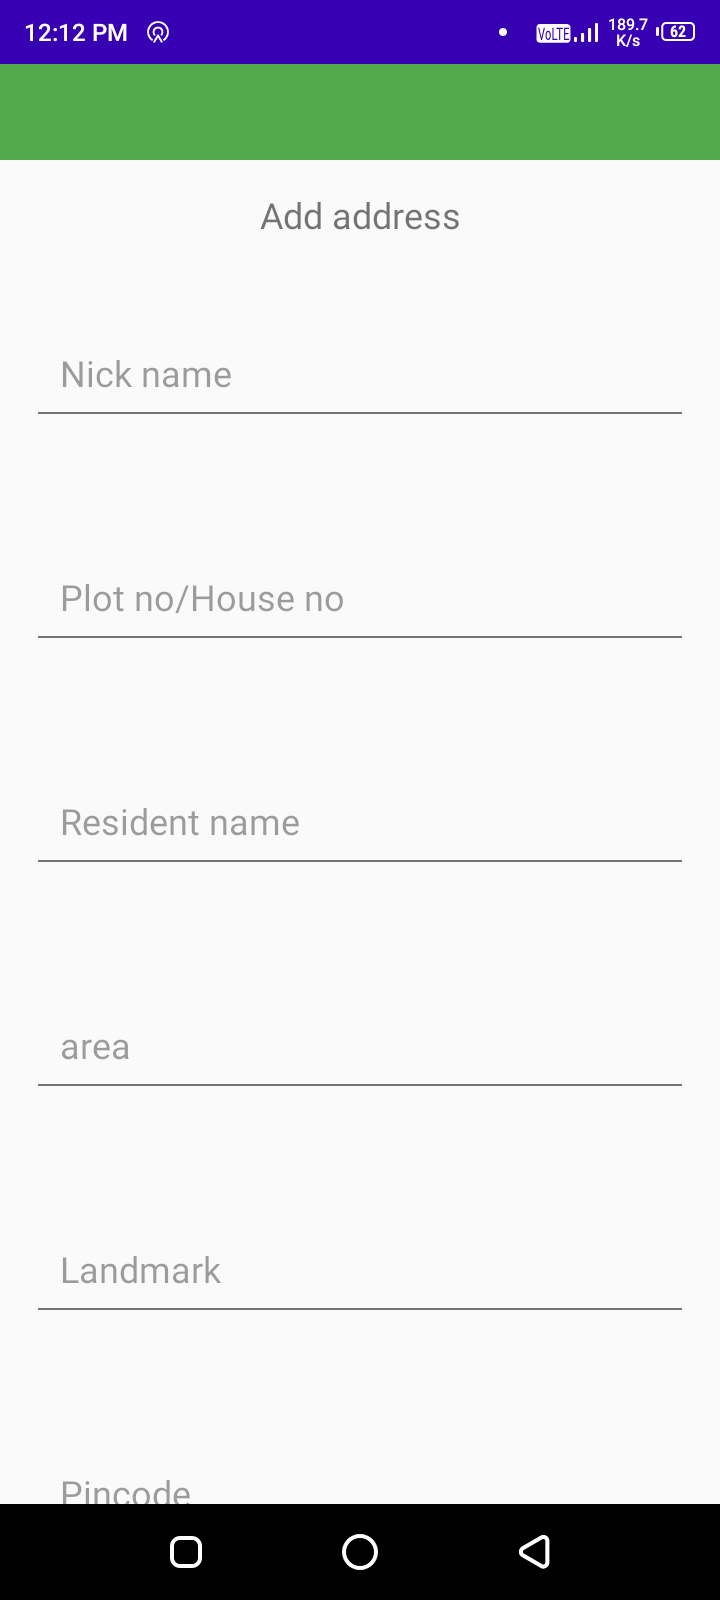 12:12 PM
VoLTE
189.7
K/s
62
Add address
Nick name
Plot no/House no
Resident name
area
Landmark
Pincode